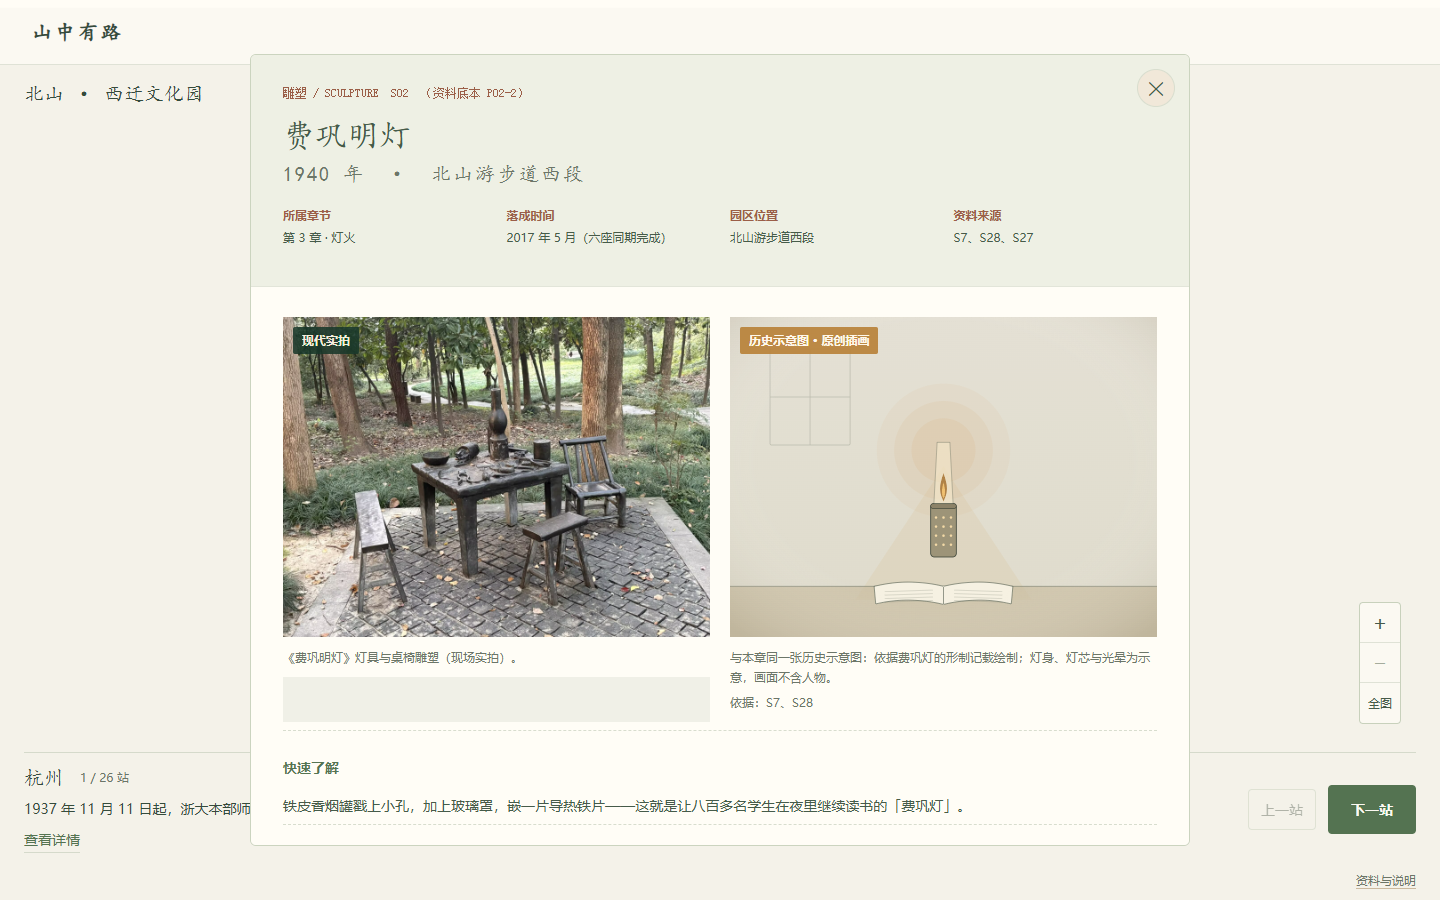 山中有路
北山 • 西迁文化园
雕塑 / SCULPTURE S02 （资料底本 P02-2）
费巩明灯
1940 年 • 北山游步道西段
所属章节
第 3 章 · 灯火
落成时间
2017 年 5 月（六座同期完成）
园区位置
北山游步道西段
资料来源
S7、S28、S27
现代实拍
历史示意图 • 原创插画
《费巩明灯》灯具与桌椅雕塑（现场实拍）。
与本章同一张历史示意图：依据费巩灯的形制记载绘制；灯身、灯芯与光晕为示
意，画面不含人物。
依据：S7、S28
快速了解
铁皮香烟罐戳上小孔，加上玻璃罩，嵌一片导热铁片——这就是让八百多名学生在夜里继续读书的「费巩灯」。
+
−
全图
杭州 1 / 26 站
1937 年 11 月 11 日起，浙大本部师
查看详情
上一站
下一站
资料与说明